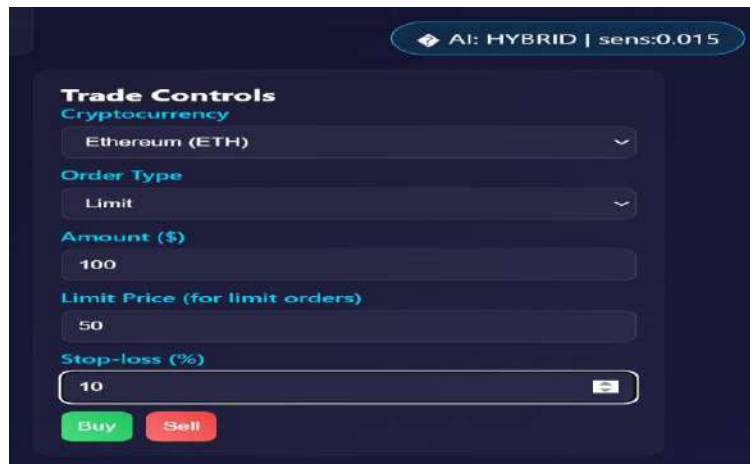 � AI: HYBRID | sens:0.015
Trade Controls
Cryptocurrency
Ethereum (ETH)
Order Type
Limit
Amount ($)
100
Limit Price (for limit orders)
50
Stop-loss (%)
10
Buy Sell